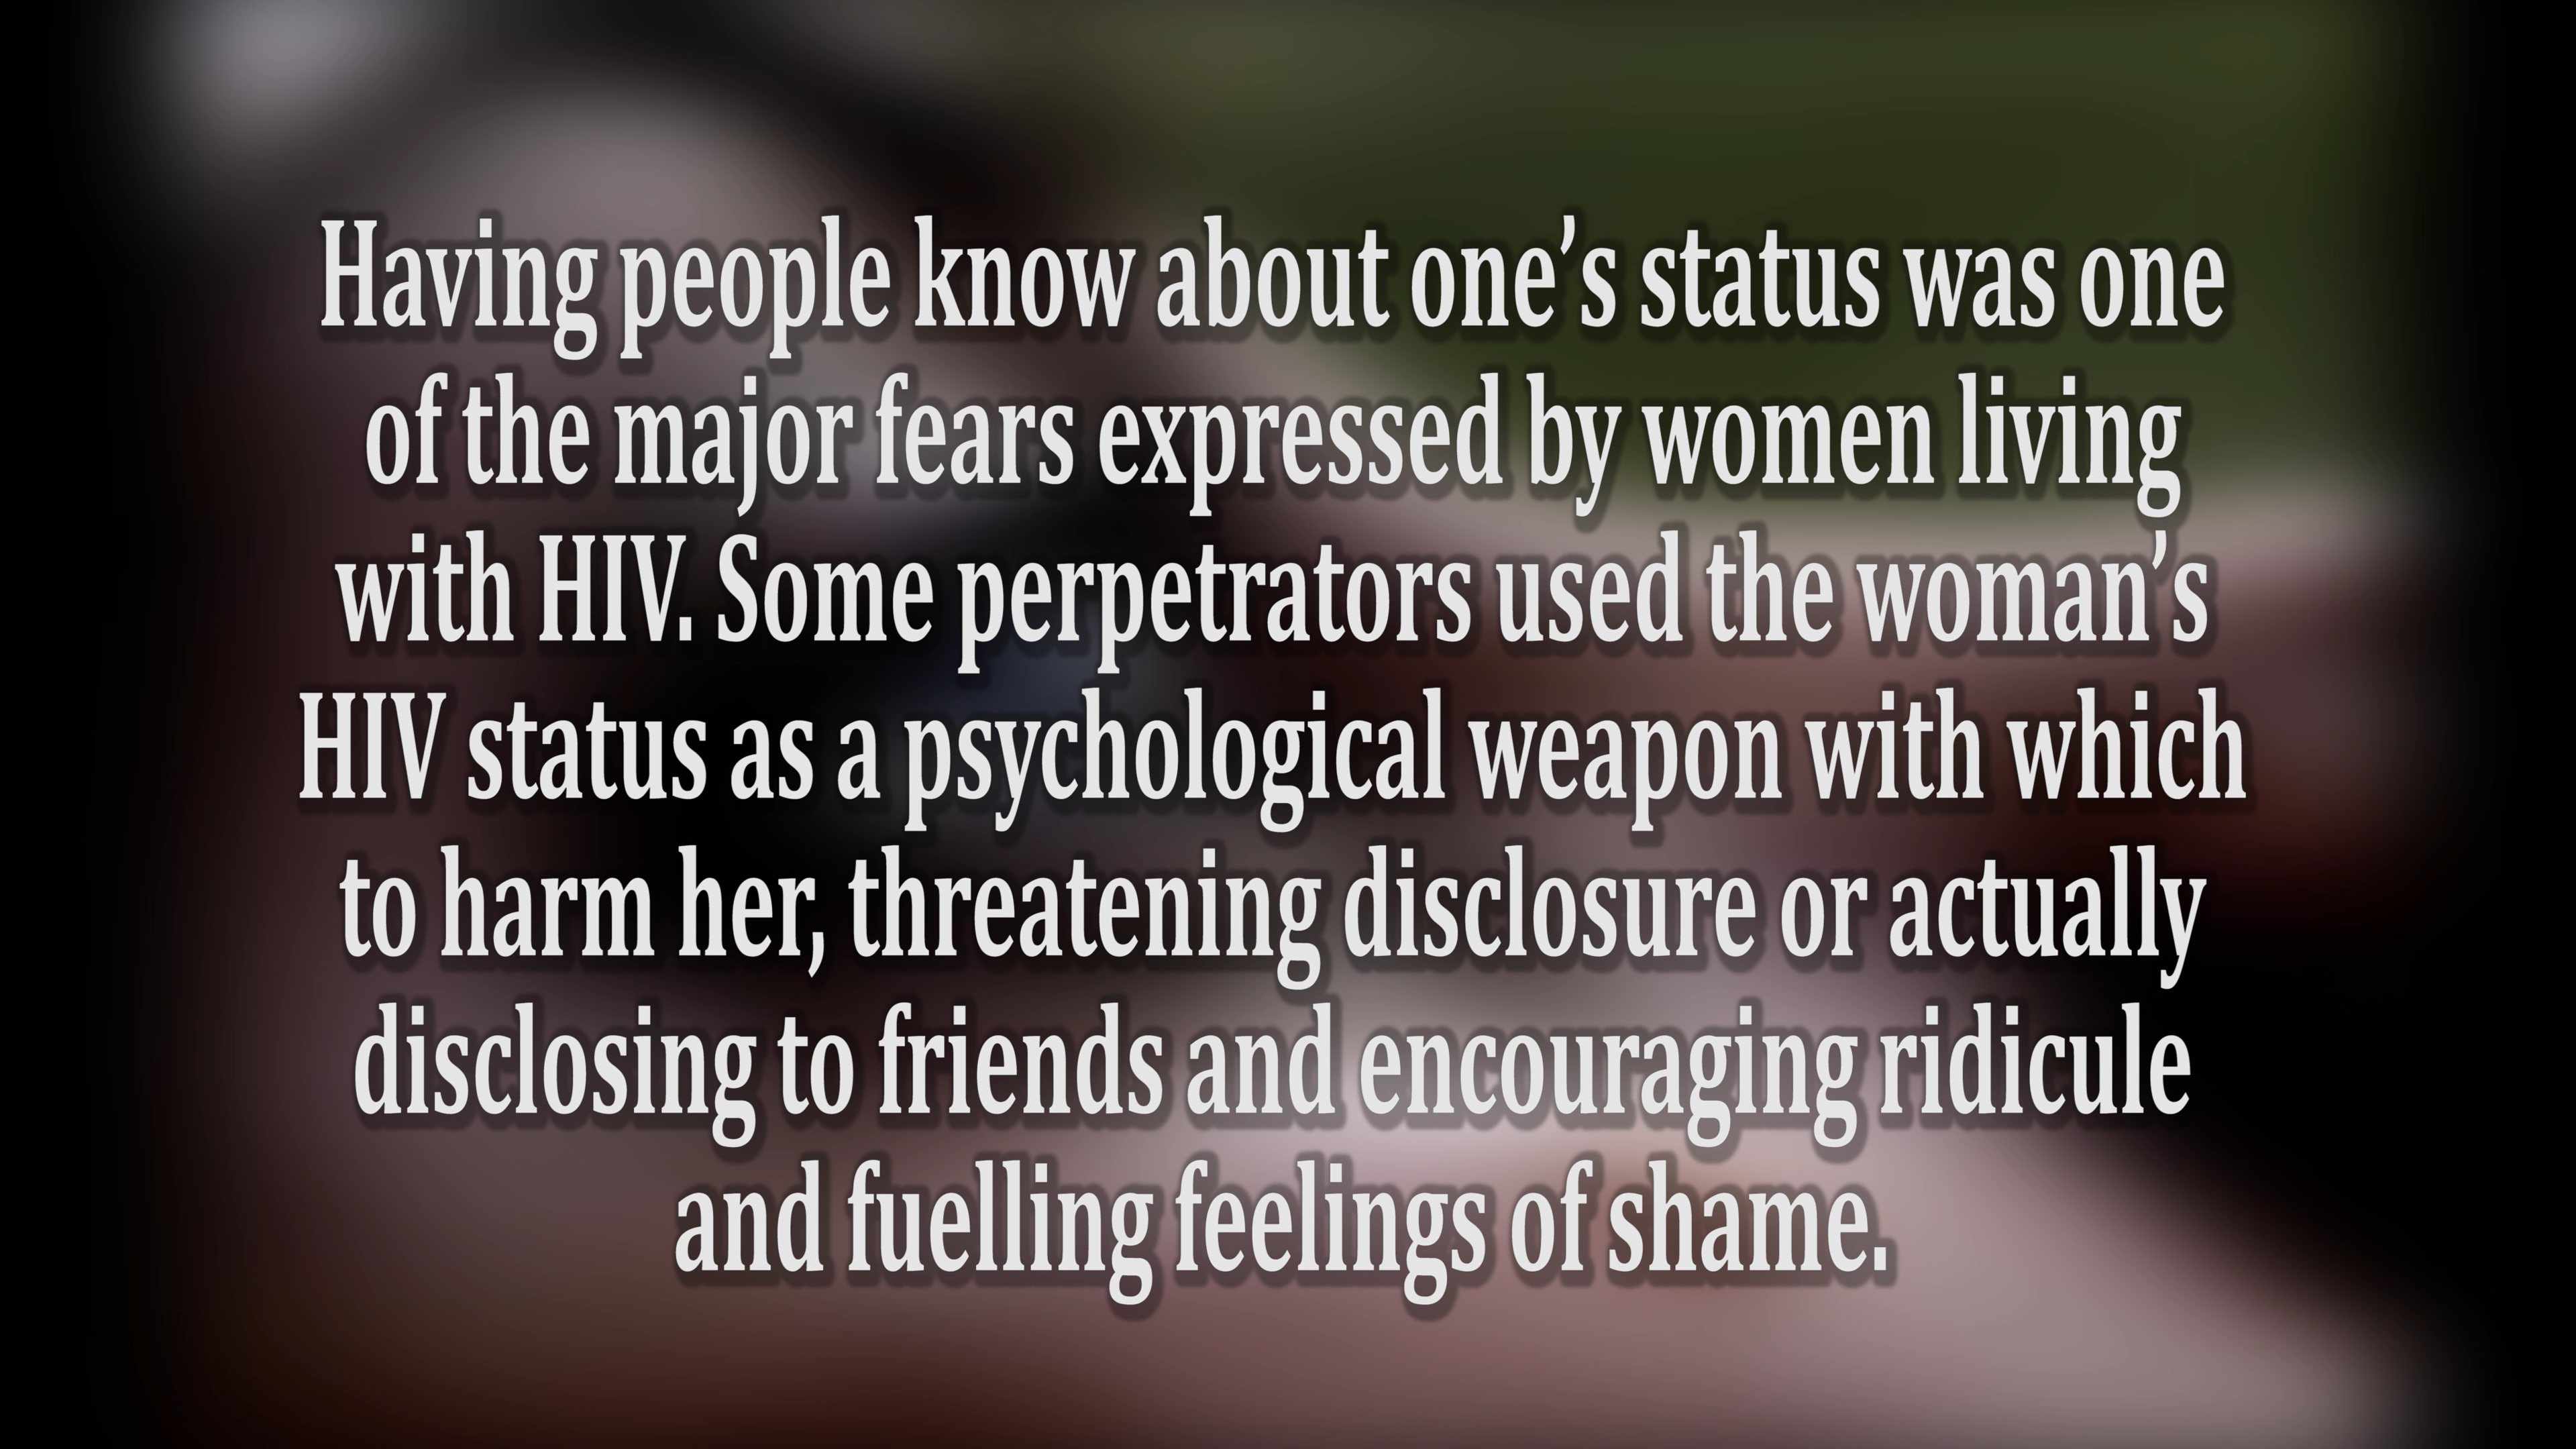 Having people know about one’s status was one
of the major fears expressed by women living
with HIV. Some perpetrators used the woman’s
HIV status as a psychological weapon with which
to harm her, threatening disclosure or actually
disclosing to friends and encouraging ridicule
and fuelling feelings of shame.